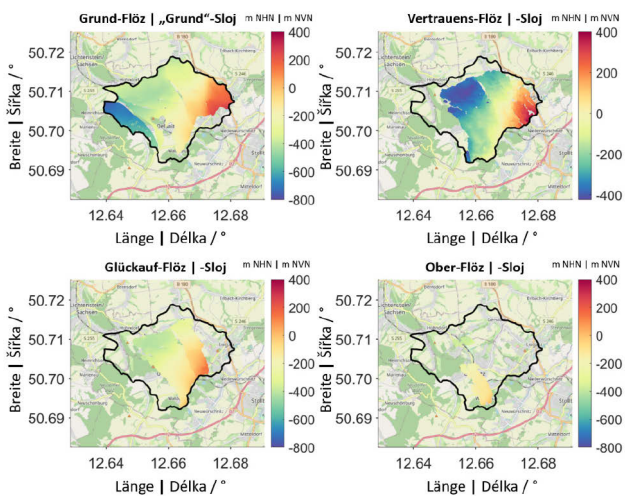 Grund-Flöz | „Grund“-Sloj m NHN | m NVN
400
200
0
-200
-400
-600
-800
50.72
50.71
50.70
50.69
12.64 12.66 12.68
Breite | Šířka / °
Länge | Délka / °
Vertrauens-Flöz | -Sloj m NHN | m NVN
400
200
0
-200
-400
50.72
50.71
50.70
50.69
12.64 12.66 12.68
Breite | Šířka / °
Länge | Délka / °
Glückauf-Flöz | -Sloj m NHN | m NVN
400
200
0
-200
-400
-600
-800
50.72
50.71
50.70
50.69
12.64 12.66 12.68
Breite | Šířka / °
Länge | Délka / °
Ober-Flöz | -Sloj m NHN | m NVN
400
200
0
-200
-400
-600
-800
50.72
50.71
50.70
50.69
12.64 12.66 12.68
Breite | Šířka / °
Länge | Délka / °